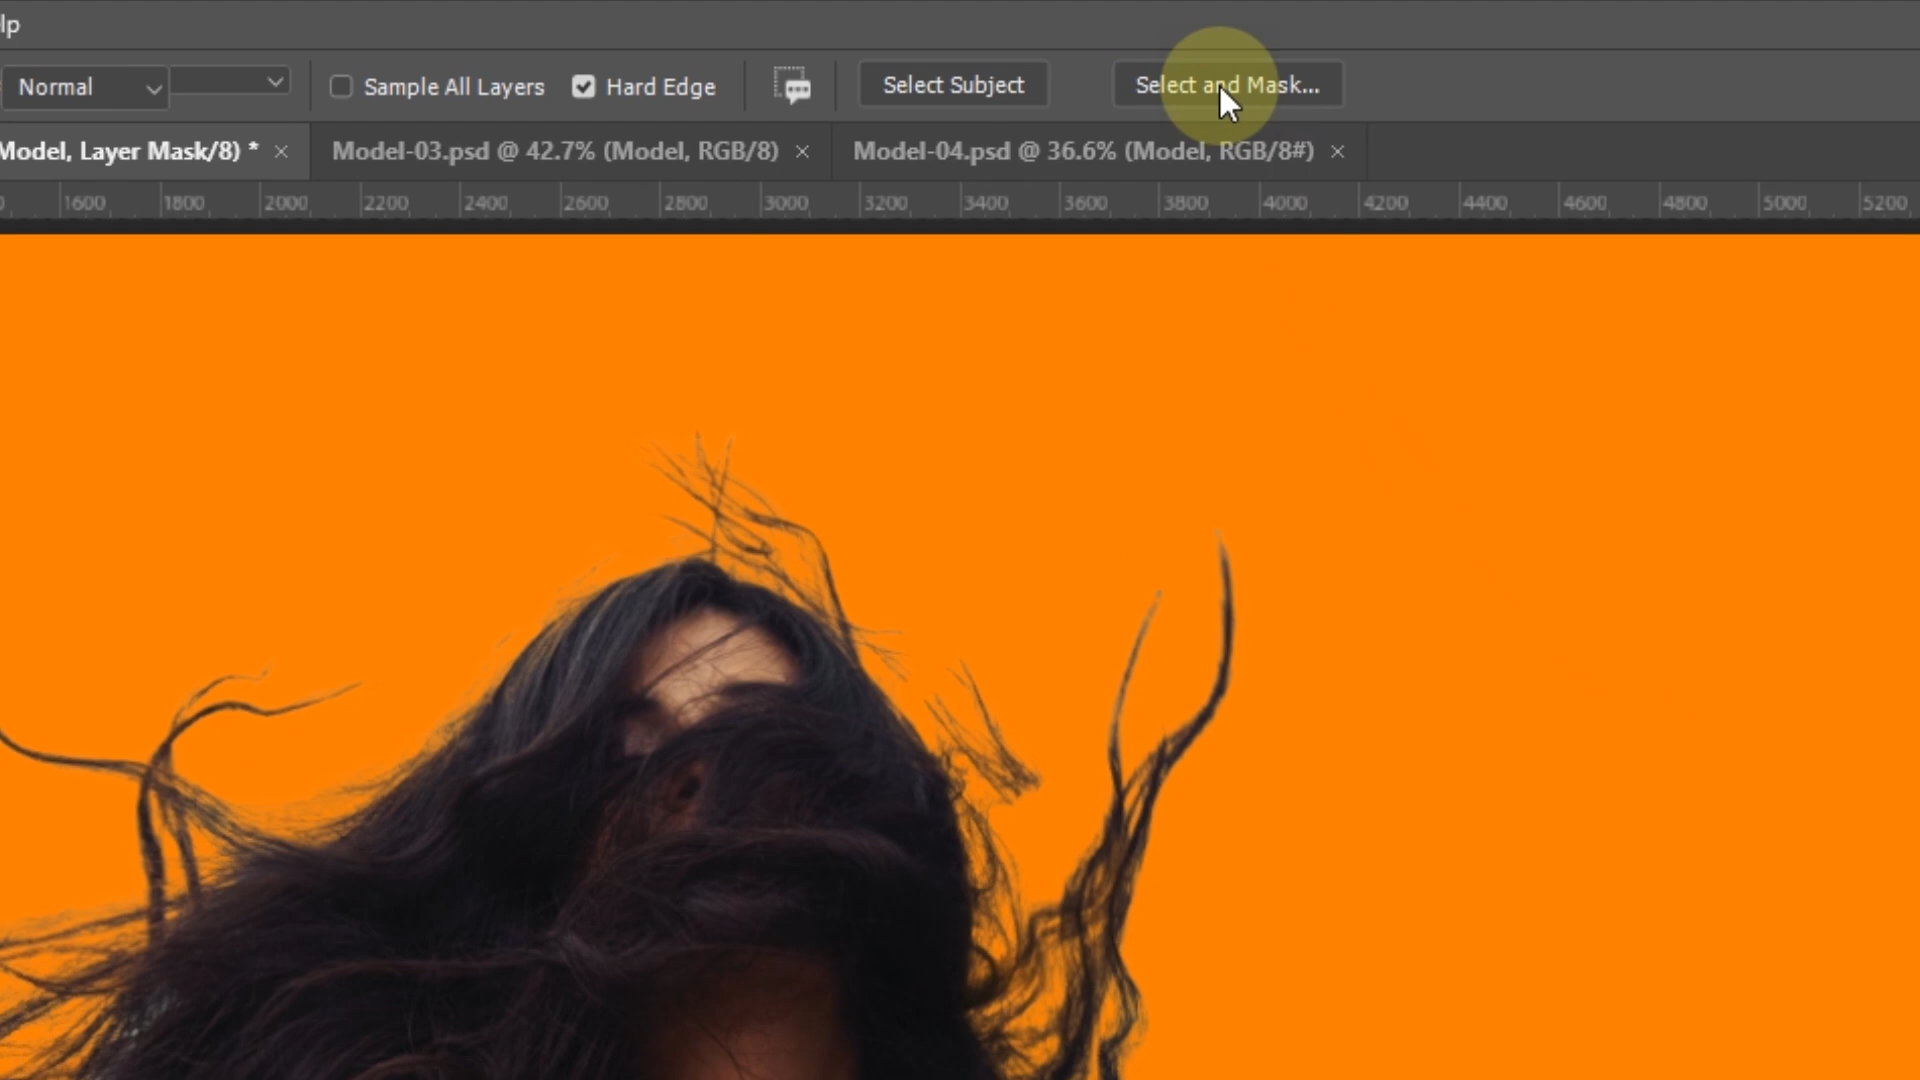 lp
Normal Sample All Layers Hard Edge Select Subject Select and Mask...
Model, Layer Mask/8) * × Model-03.psd @ 42.7% (Model, RGB/8) × Model-04.psd @ 36.6% (Model, RGB/8#) ×
1600 1800 2000 2200 2400 2600 2800 3000 3200 3400 3600 3800 4000 4200 4400 4600 4800 5000 5200